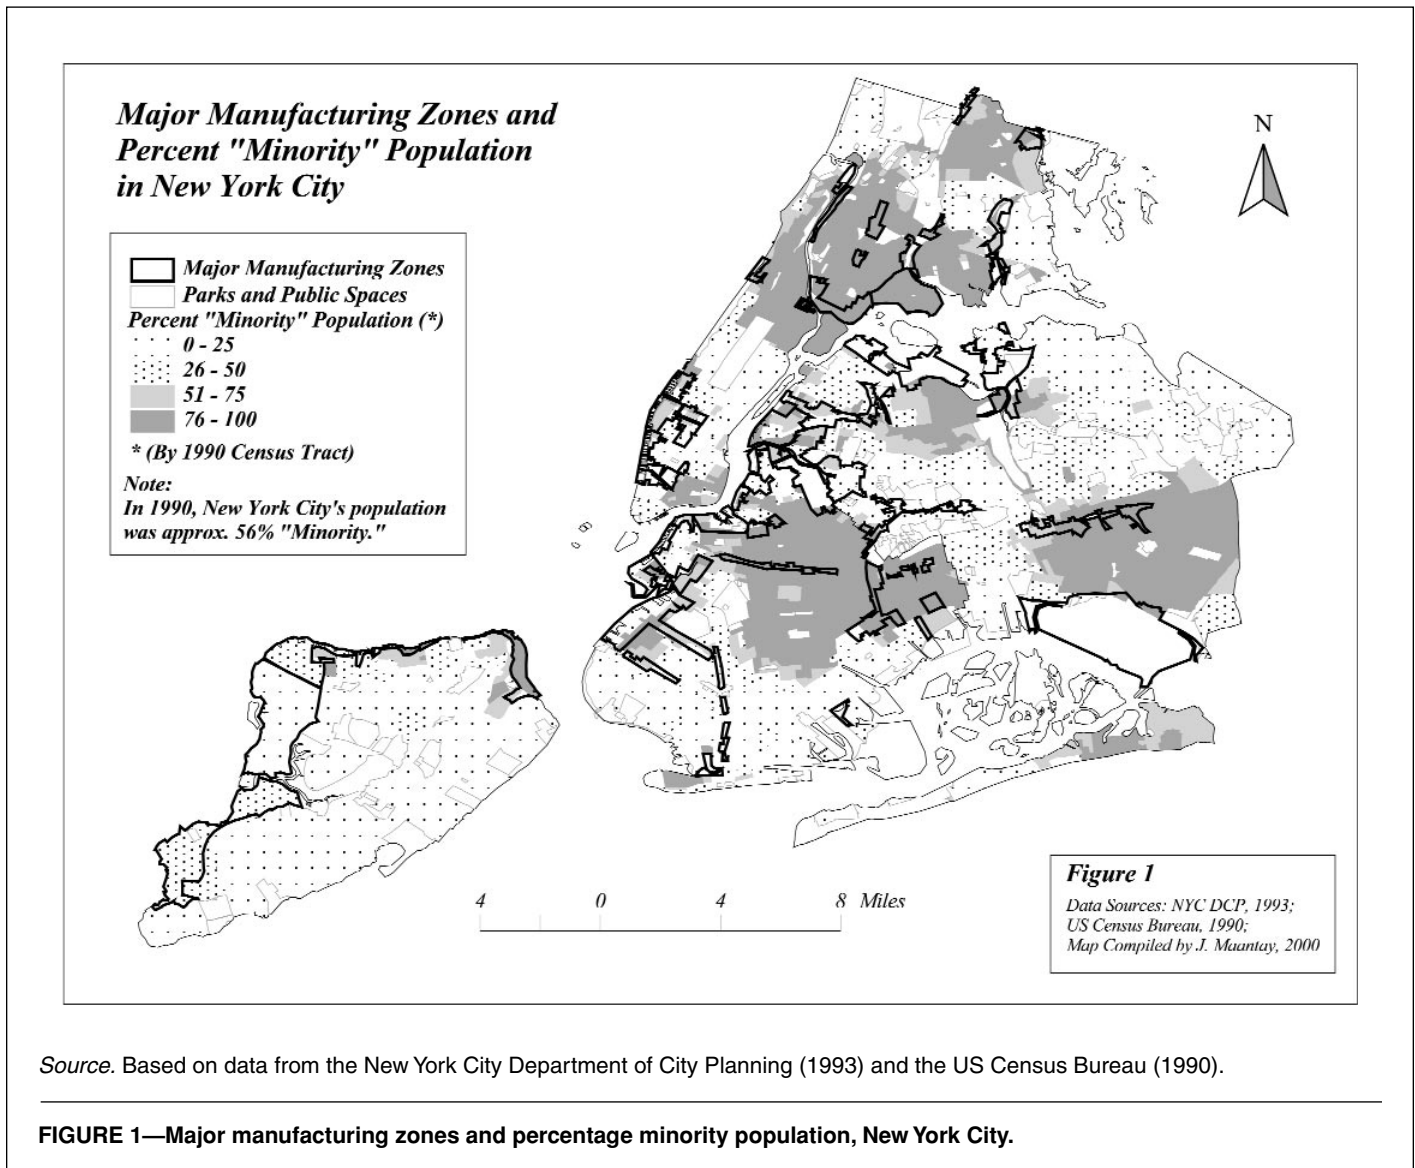 Major Manufacturing Zones and
Percent "Minority" Population
in New York City
N
Major Manufacturing Zones
Parks and Public Spaces
Percent "Minority" Population (*)
0 - 25
26 - 50
51 - 75
76 - 100
* (By 1990 Census Tract)
Note:
In 1990, New York City's population
was approx. 56% "Minority."
4 0 4 8 Miles
Figure 1
Data Sources: NYC DCP, 1993;
US Census Bureau, 1990;
Map Compiled by J. Maantay, 2000
Source. Based on data from the New York City Department of City Planning (1993) and the US Census Bureau (1990).
FIGURE 1—Major manufacturing zones and percentage minority population, New York City.